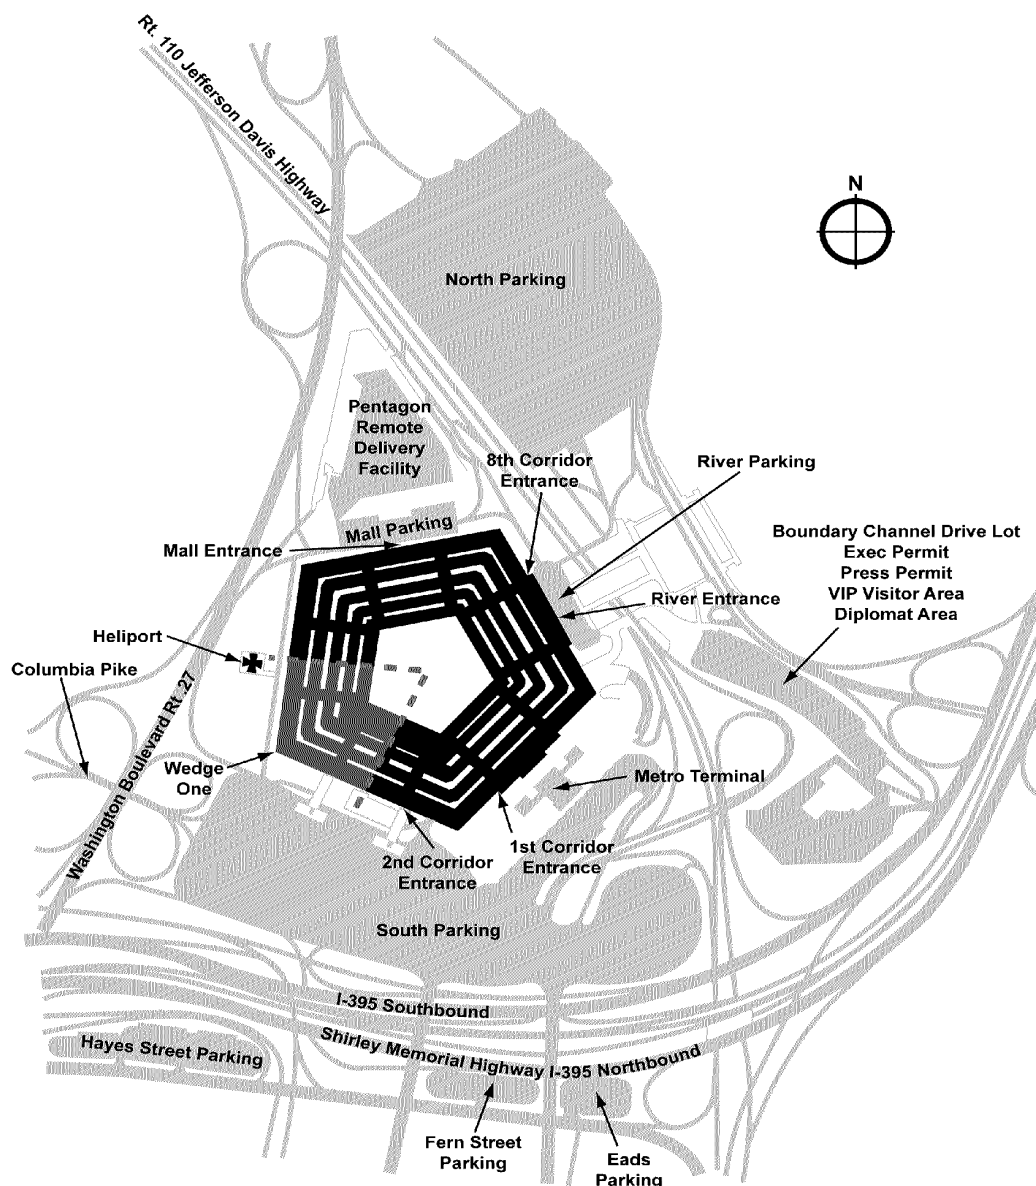 Rt. 110 Jefferson Davis Highway
N
North Parking
Pentagon
Remote
Delivery
Facility
8th Corridor
Entrance
River Parking
Mall Parking
Mall Entrance
Boundary Channel Drive Lot
Exec Permit
Press Permit
VIP Visitor Area
Diplomat Area
River Entrance
Heliport
Columbia Pike
Washington Boulevard Rt. 27
Wedge
One
Metro Terminal
1st Corridor
Entrance
2nd Corridor
Entrance
South Parking
I-395 Southbound
Shirley Memorial Highway I-395 Northbound
Hayes Street Parking
Fern Street
Parking
Eads
Parking